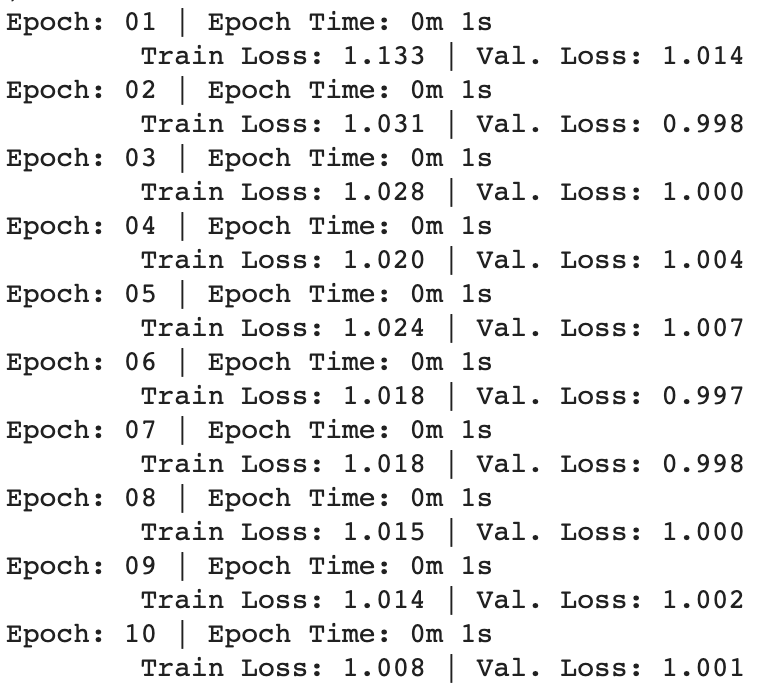 Epoch: 01 | Epoch Time: 0m 1s
Train Loss: 1.133 | Val. Loss: 1.014
Epoch: 02 | Epoch Time: 0m 1s
Train Loss: 1.031 | Val. Loss: 0.998
Epoch: 03 | Epoch Time: 0m 1s
Train Loss: 1.028 | Val. Loss: 1.000
Epoch: 04 | Epoch Time: 0m 1s
Train Loss: 1.020 | Val. Loss: 1.004
Epoch: 05 | Epoch Time: 0m 1s
Train Loss: 1.024 | Val. Loss: 1.007
Epoch: 06 | Epoch Time: 0m 1s
Train Loss: 1.018 | Val. Loss: 0.997
Epoch: 07 | Epoch Time: 0m 1s
Train Loss: 1.018 | Val. Loss: 0.998
Epoch: 08 | Epoch Time: 0m 1s
Train Loss: 1.015 | Val. Loss: 1.000
Epoch: 09 | Epoch Time: 0m 1s
Train Loss: 1.014 | Val. Loss: 1.002
Epoch: 10 | Epoch Time: 0m 1s
Train Loss: 1.008 | Val. Loss: 1.001